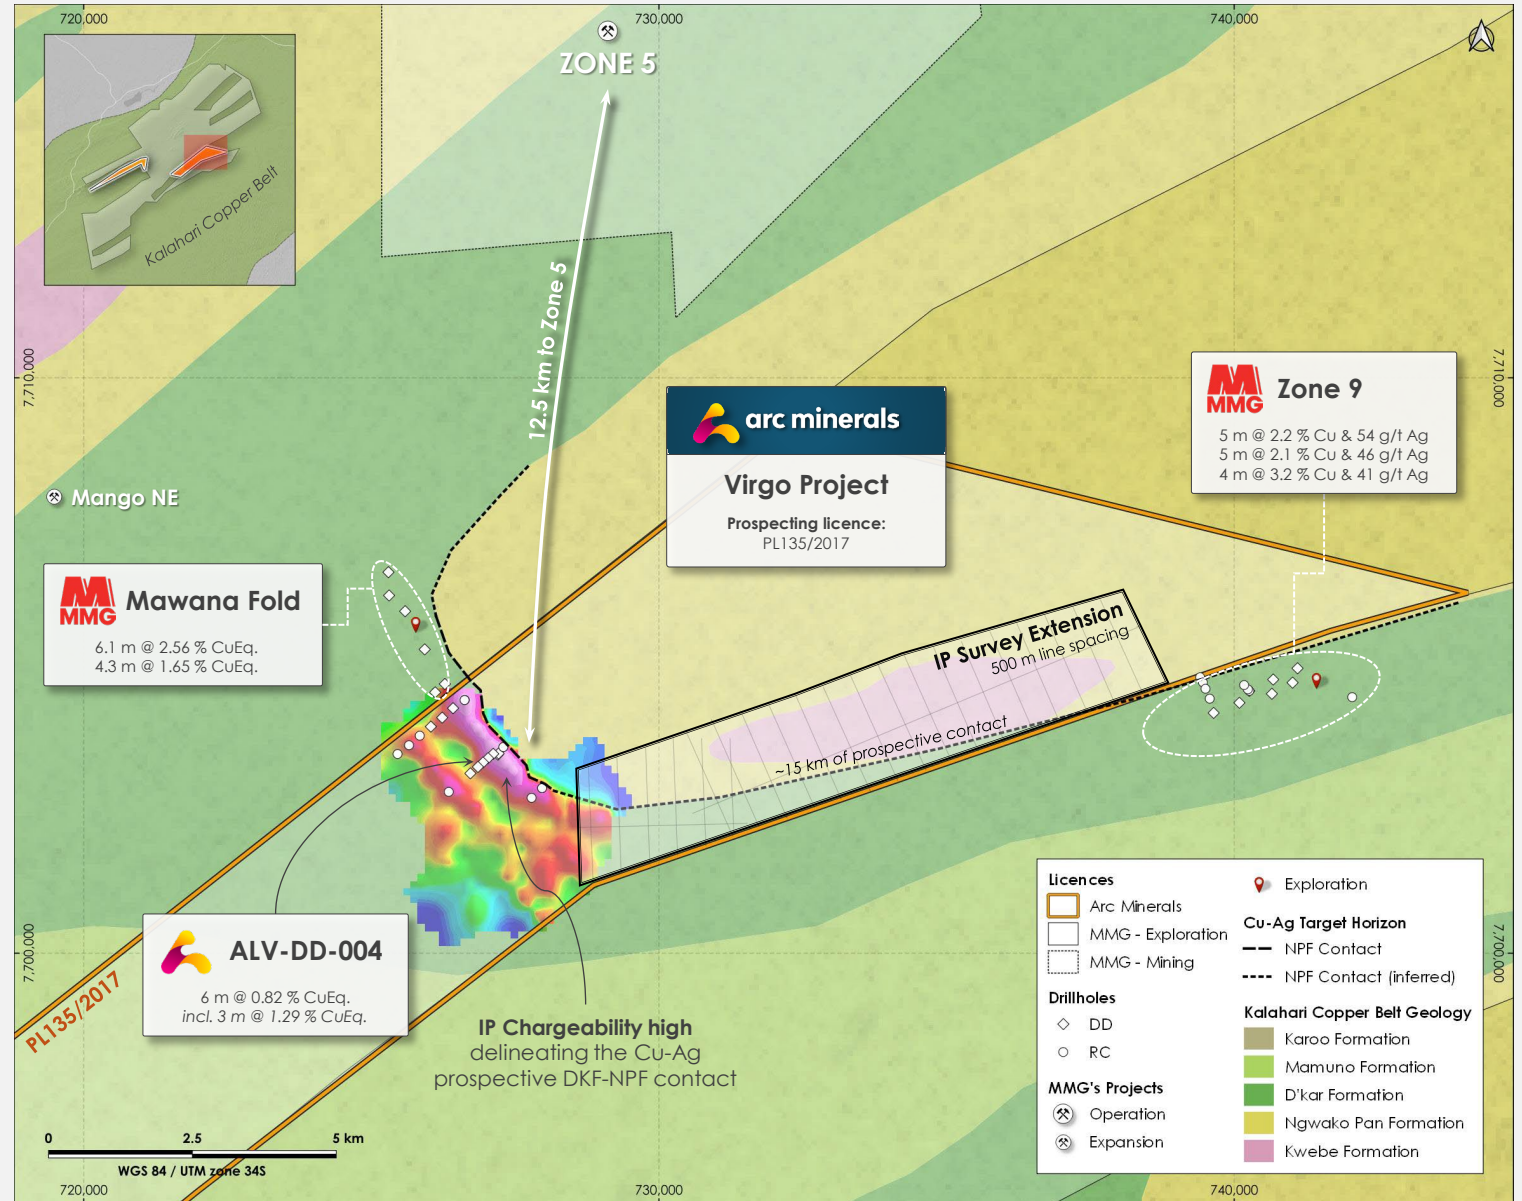 720,000
730,000
740,000
ZONE 5
Kalahari Copper Belt
12.5 km to Zone 5
7,710,000
7,710,000
MMG
Zone 9
5 m @ 2.2 % Cu & 54 g/t Ag
5 m @ 2.1 % Cu & 46 g/t Ag
4 m @ 3.2 % Cu & 41 g/t Ag
arc minerals
Virgo Project
Prospecting licence:
PL135/2017
Mango NE
MMG
Mawana Fold
6.1 m @ 2.56 % CuEq.
4.3 m @ 1.65 % CuEq.
IP Survey Extension
500 m line spacing
~15 km of prospective contact
ALV-DD-004
6 m @ 0.82 % CuEq.
incl. 3 m @ 1.29 % CuEq.
7,700,000
7,700,000
PL135/2017
IP Chargeability high
delineating the Cu-Ag
prospective DKF-NPF contact
Licences
Arc Minerals
MMG - Exploration
MMG - Mining
Drillholes
DD
RC
MMG's Projects
Operation
Expansion
Exploration
Cu-Ag Target Horizon
NPF Contact
NPF Contact (inferred)
Kalahari Copper Belt Geology
Karoo Formation
Mamuno Formation
D'kar Formation
Ngwako Pan Formation
Kwebe Formation
0 2.5 5 km
WGS 84 / UTM zone 34S
720,000
730,000
740,000